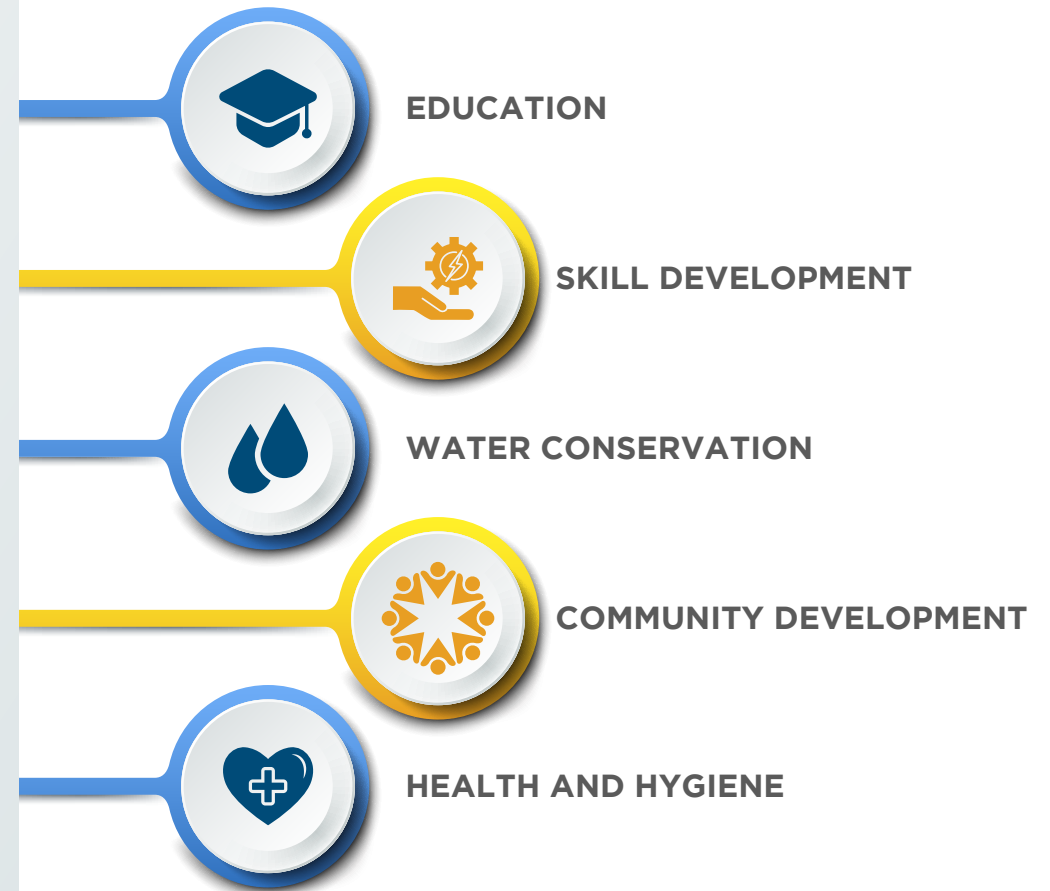 EDUCATION
SKILL DEVELOPMENT
WATER CONSERVATION
COMMUNITY DEVELOPMENT
HEALTH AND HYGIENE